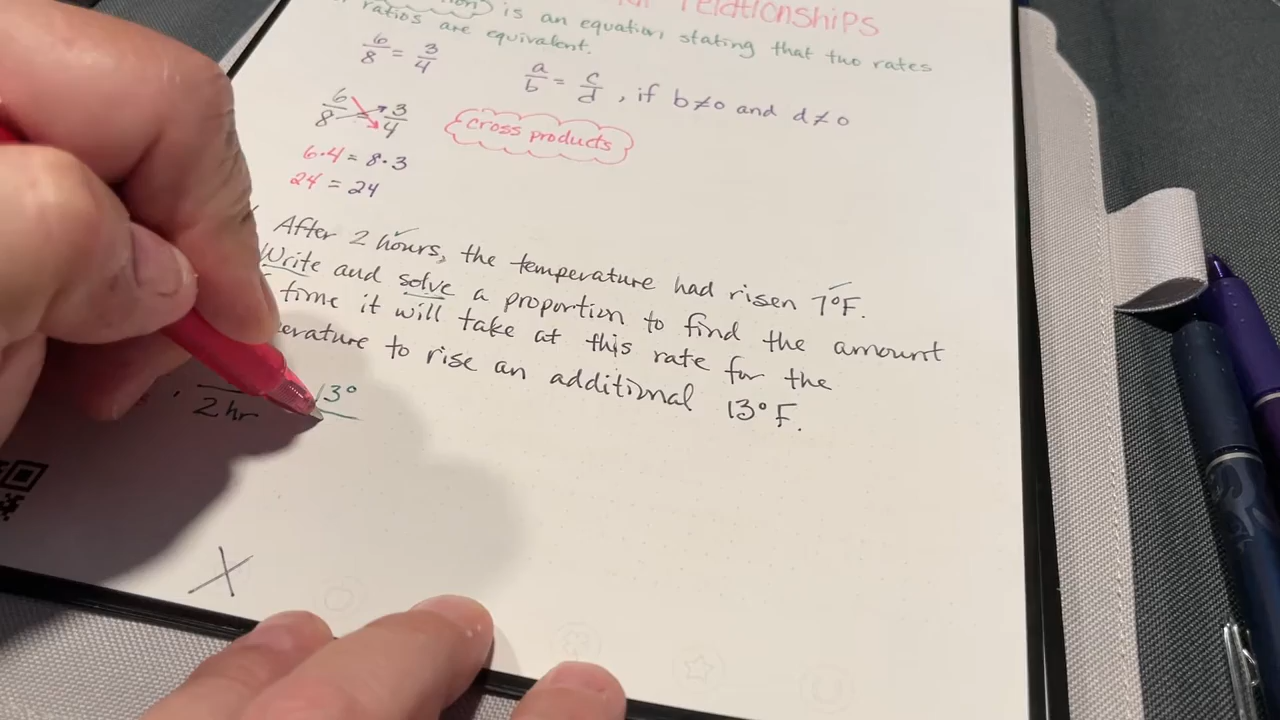 relationships
is an equation stating that two rates
ratios are equivalent.
6/8 = 3/4
a/b = c/d , if b≠0 and d≠0
6/8 = 3/4
cross products
6•4 = 8•3
24 = 24
After 2 hours, the temperature had risen 7°F.
Write and solve a proportion to find the amount
time it will take at this rate for the
to rise an additional 13°F.
2 hr
13°
X